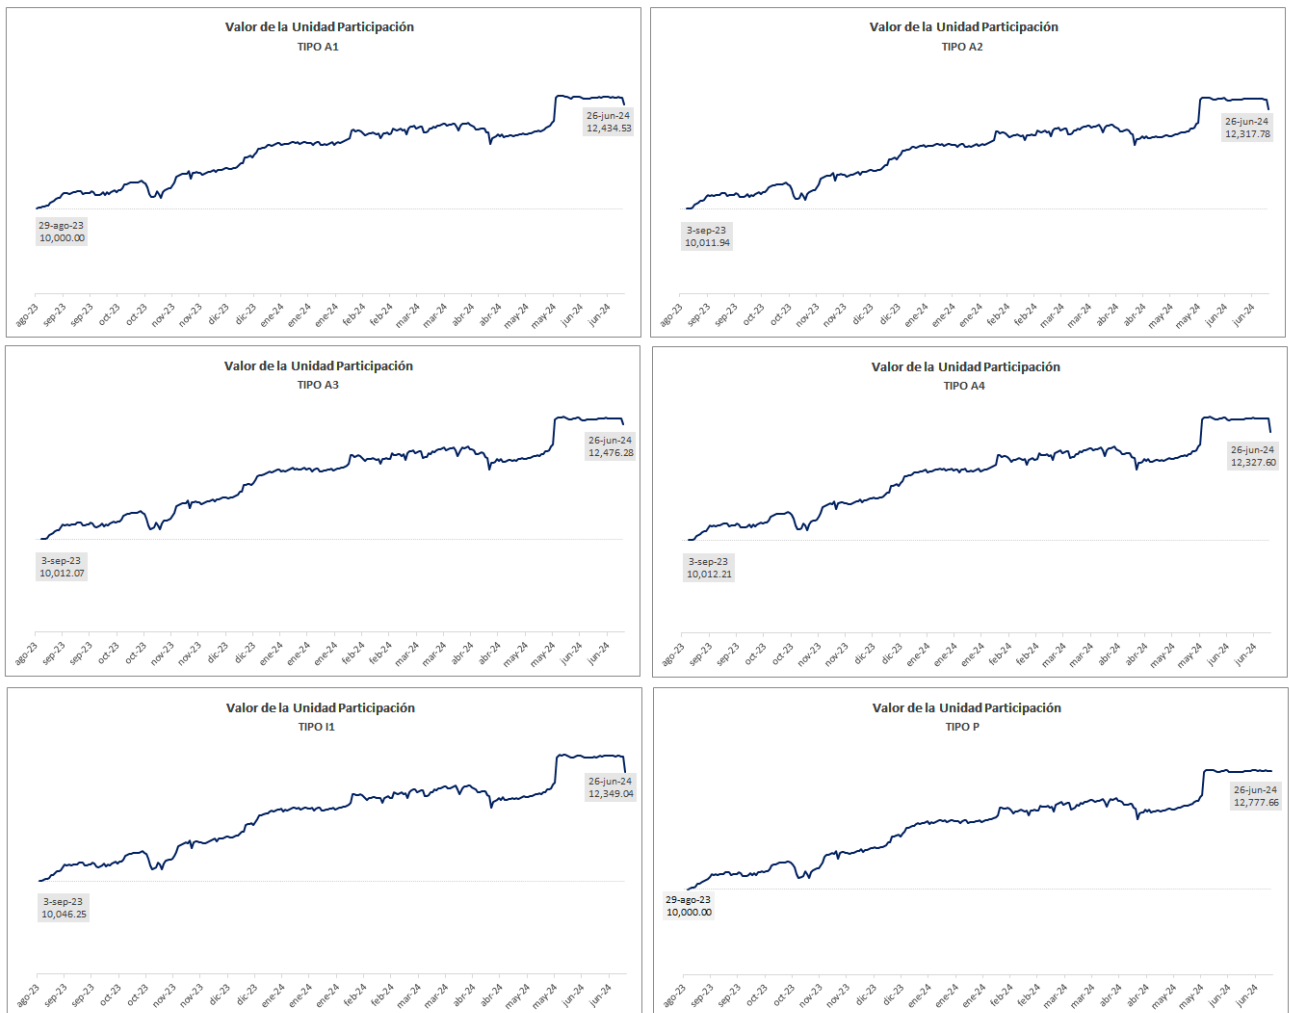 Valor de la Unidad Participación
TIPO A1
26-jun-24
12,434.53
29-ago-23
10,000.00
ago-23 sep-23 sep-23 oct-23 oct-23 nov-23 nov-23 dic-23 dic-23 ene-24 ene-24 ene-24 feb-24 feb-24 mar-24 mar-24 abr-24 abr-24 may-24 may-24 jun-24 jun-24
Valor de la Unidad Participación
TIPO A2
26-jun-24
12,317.78
3-sep-23
10,011.94
ago-23 sep-23 sep-23 oct-23 oct-23 nov-23 nov-23 dic-23 dic-23 ene-24 ene-24 ene-24 feb-24 feb-24 mar-24 mar-24 abr-24 abr-24 may-24 may-24 jun-24 jun-24
Valor de la Unidad Participación
TIPO A3
26-jun-24
12,476.28
3-sep-23
10,012.07
ago-23 sep-23 sep-23 oct-23 oct-23 nov-23 nov-23 dic-23 dic-23 ene-24 ene-24 ene-24 feb-24 feb-24 mar-24 mar-24 abr-24 abr-24 may-24 may-24 jun-24 jun-24
Valor de la Unidad Participación
TIPO A4
26-jun-24
12,327.60
3-sep-23
10,012.21
ago-23 sep-23 sep-23 oct-23 oct-23 nov-23 nov-23 dic-23 dic-23 ene-24 ene-24 ene-24 feb-24 feb-24 mar-24 mar-24 abr-24 abr-24 may-24 may-24 jun-24 jun-24
Valor de la Unidad Participación
TIPO I1
26-jun-24
12,349.04
3-sep-23
10,046.25
ago-23 sep-23 sep-23 oct-23 oct-23 nov-23 nov-23 dic-23 dic-23 ene-24 ene-24 ene-24 feb-24 feb-24 mar-24 mar-24 abr-24 abr-24 may-24 may-24 jun-24 jun-24
Valor de la Unidad Participación
TIPO P
26-jun-24
12,777.66
29-ago-23
10,000.00
ago-23 sep-23 sep-23 oct-23 oct-23 nov-23 nov-23 dic-23 dic-23 ene-24 ene-24 ene-24 feb-24 feb-24 mar-24 mar-24 abr-24 abr-24 may-24 may-24 jun-24 jun-24